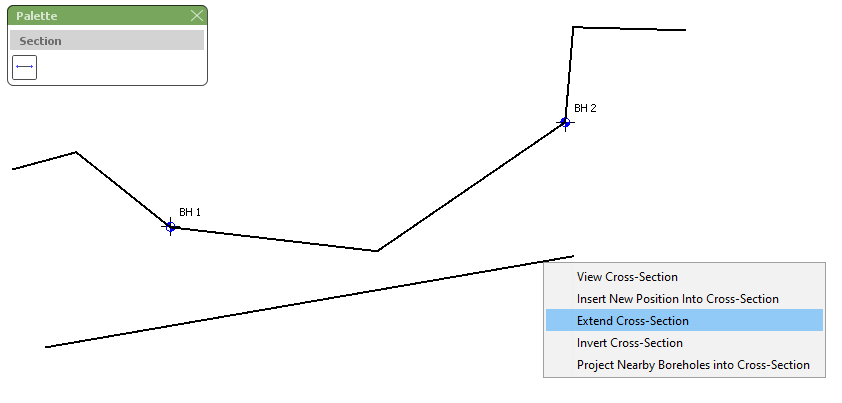 Palette
Section
BH 2
BH 1
View Cross-Section
Insert New Position Into Cross-Section
Extend Cross-Section
Invert Cross-Section
Project Nearby Boreholes into Cross-Section